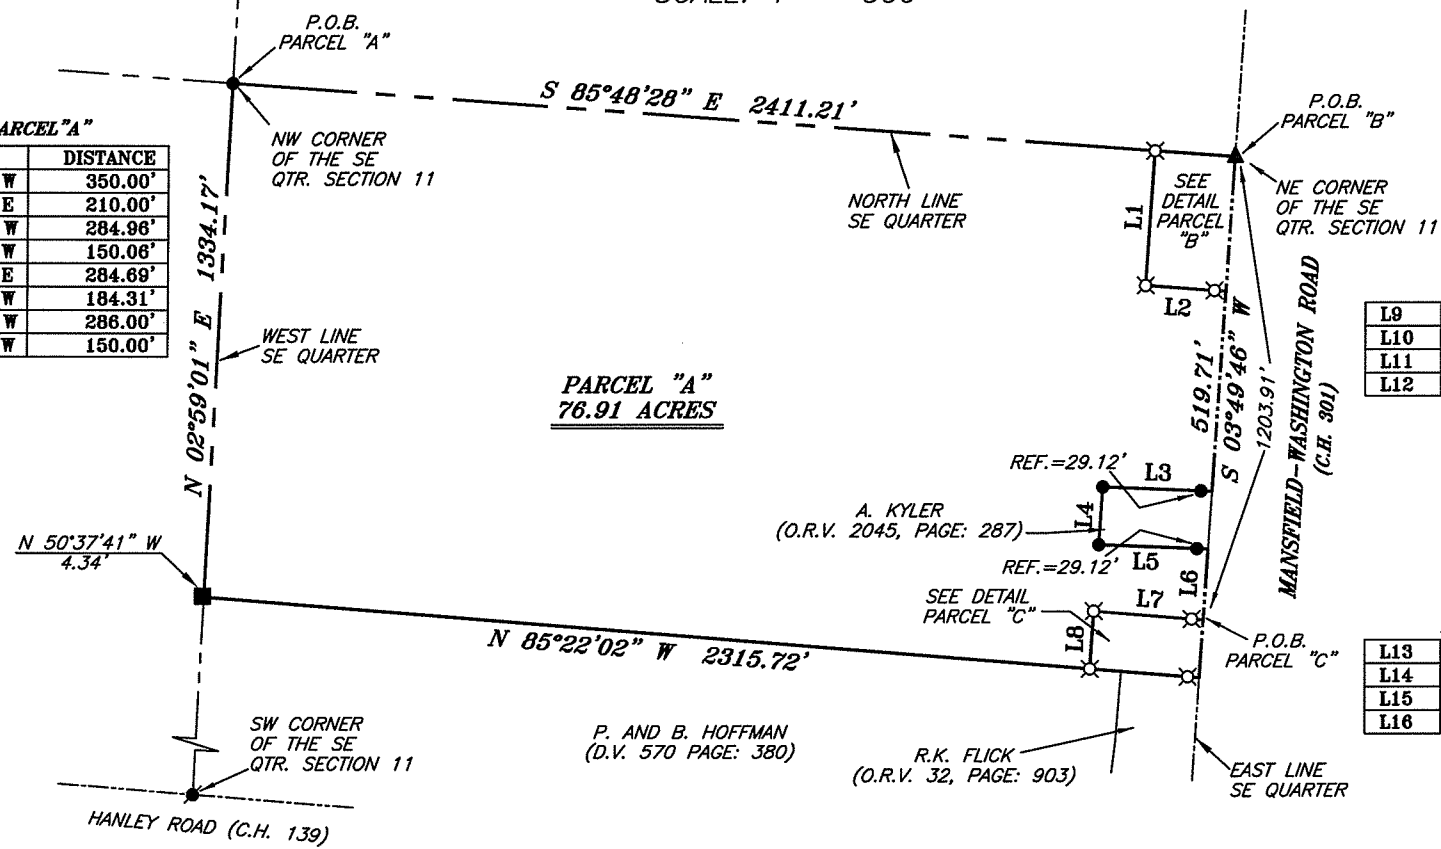 P.O.B.
PARCEL "A"
S 85°48'28" E 2411.21'
P.O.B.
PARCEL "B"
ARCEL "A"
DISTANCE
W 350.00'
E 210.00'
W 284.96'
W 150.06'
E 284.69'
W 184.31'
W 286.00'
W 150.00'
NW CORNER
OF THE SE
QTR. SECTION 11
NORTH LINE
SE QUARTER
L1
SEE
DETAIL
PARCEL
"B"
NE CORNER
OF THE SE
QTR. SECTION 11
L2
N 02°59'01" E 1334.17'
WEST LINE
SE QUARTER
PARCEL "A"
76.91 ACRES
519.71'
S 03°49'46" W
1203.91'
MANSFIELD-WASHINGTON ROAD
(C.H. 301)
L9
L10
L11
L12
REF.=29.12'
L3
A. KYLER
(O.R.V. 2045, PAGE: 287)
L4
L5
REF.=29.12'
L6
N 50°37'41" W
4.34'
SEE DETAIL
PARCEL "C"
L7
L8
N 85°22'02" W 2315.72'
P.O.B.
PARCEL "C"
L13
L14
L15
L16
SW CORNER
OF THE SE
QTR. SECTION 11
P. AND B. HOFFMAN
(D.V. 570 PAGE: 380)
R.K. FLICK
(O.R.V. 32, PAGE: 903)
EAST LINE
SE QUARTER
HANLEY ROAD (C.H. 139)